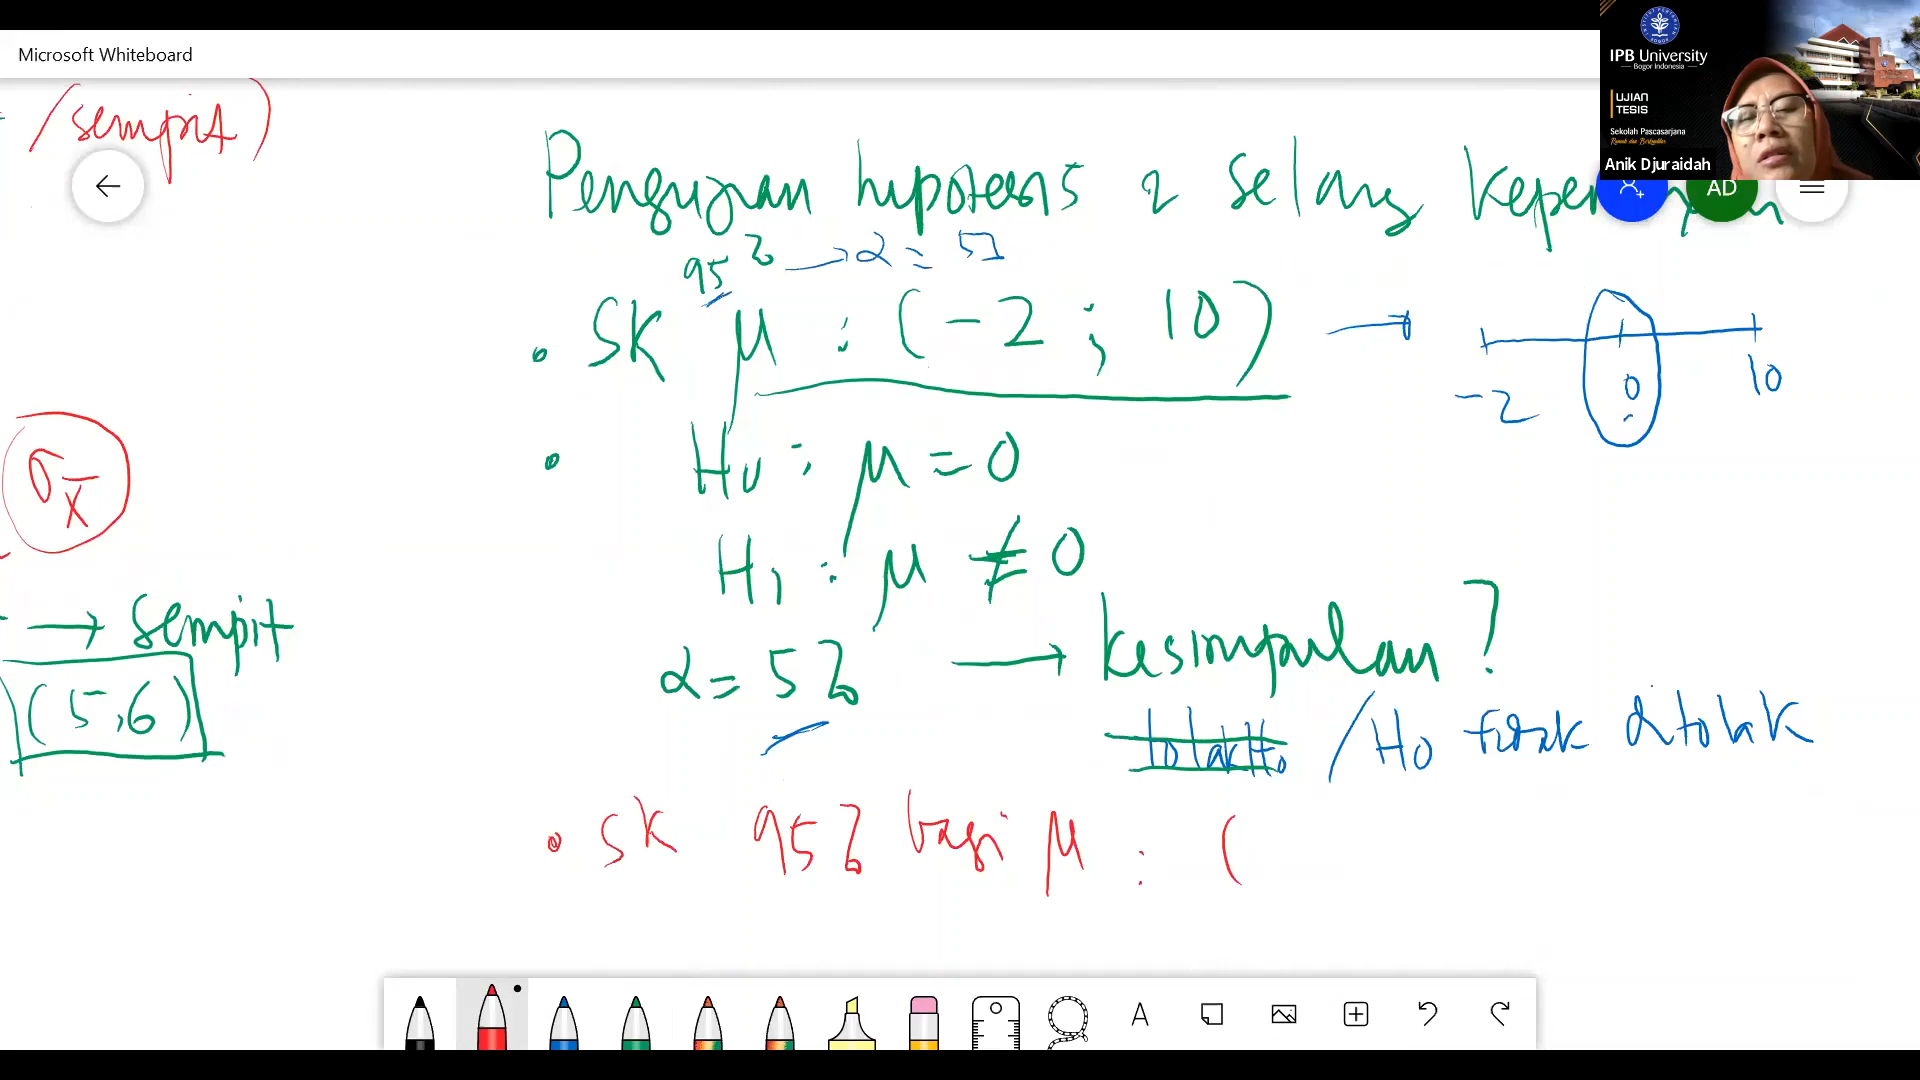 Microsoft Whiteboard
IPB University
Bogor Indonesia
UJIAN
TESIS
Sekolah Pascasarjana
Anik Djuraidah
AD
/sempit)
Pengujian hipotesis & selang
95% → α = 5%
• SK μ : (-2 ; 10) →
-2 0 10
• H0 : μ = 0
σx̄
H1 : μ ≠ 0
→ sempit
α = 5% → kesimpulan ?
(5,6)
tolak H0 / H0 tidak ditolak
• SK 95% bagi μ : (
A